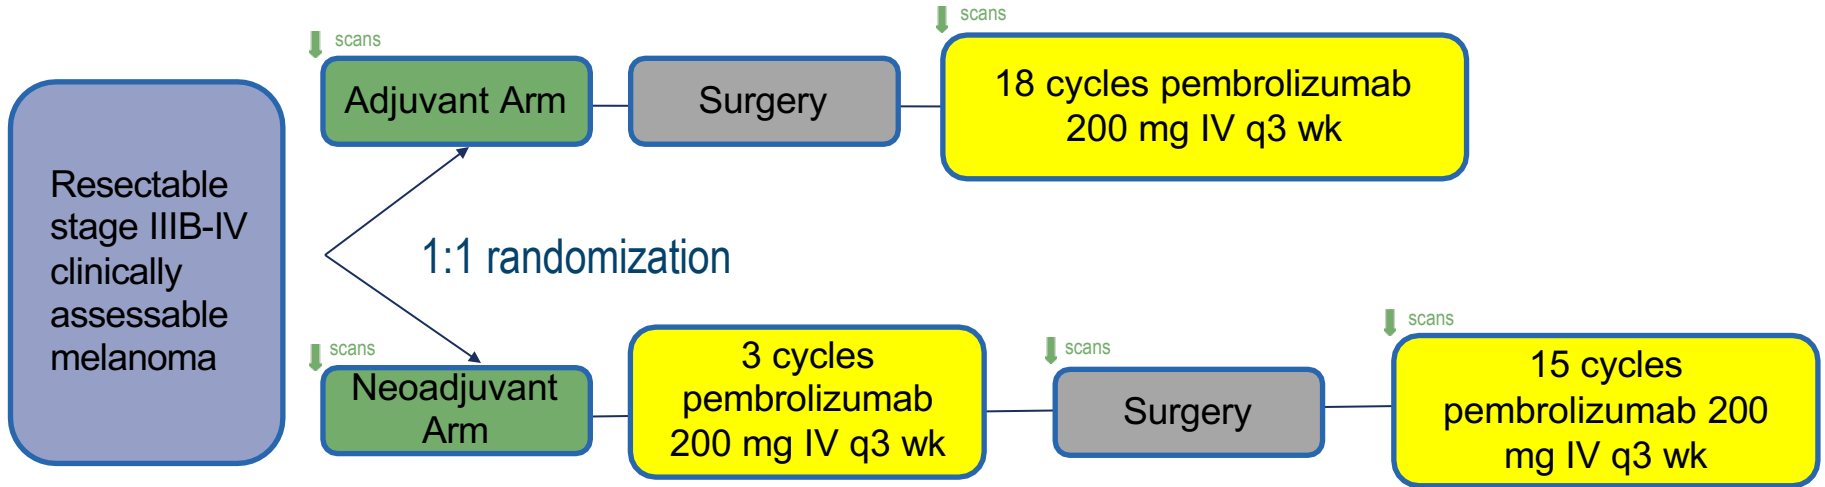 scans
scans
Adjuvant Arm
Surgery
18 cycles pembrolizumab
200 mg IV q3 wk
Resectable
stage IIIB-IV
clinically
assessable
melanoma
1:1 randomization
scans
scans
scans
Neoadjuvant
Arm
3 cycles
pembrolizumab
200 mg IV q3 wk
Surgery
15 cycles
pembrolizumab 200
mg IV q3 wk